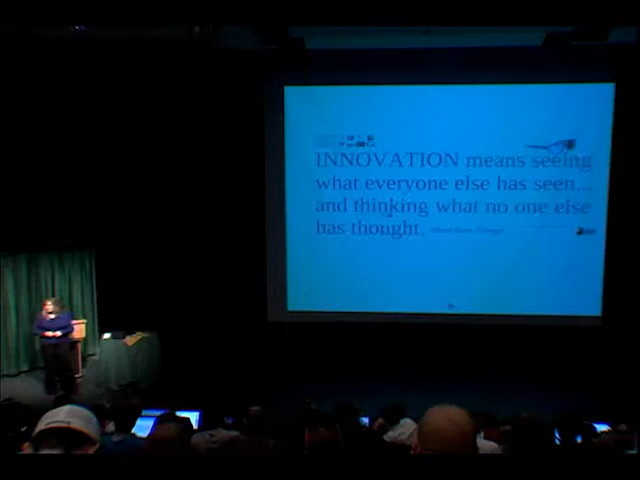 INNOVATION means seeing
what everyone else has seen...
and thinking what no one else
has thought.